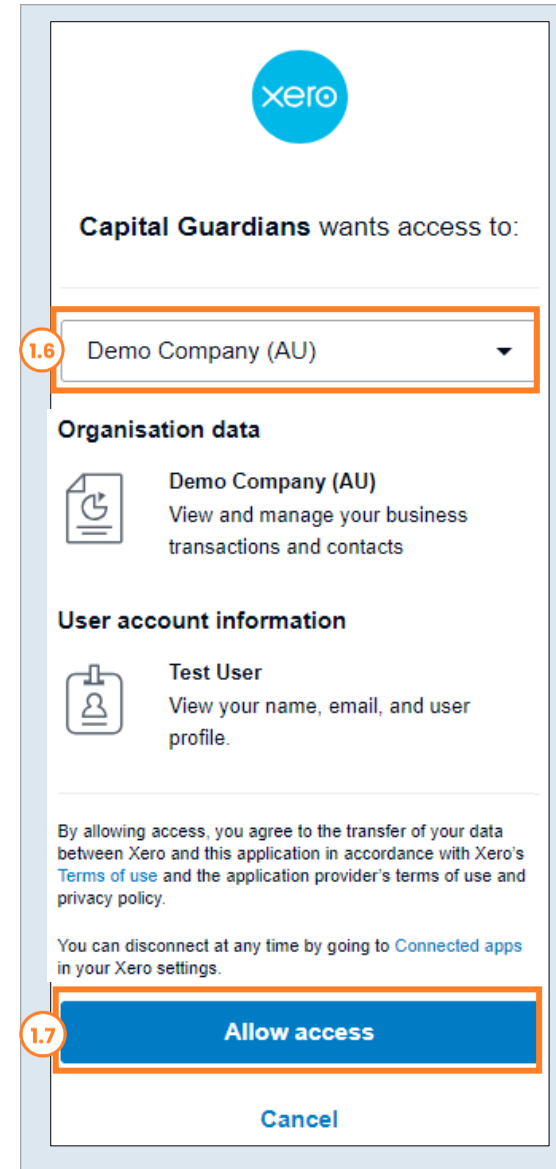 xero
Capital Guardians wants access to:
1.6
Demo Company (AU)
Organisation data
Demo Company (AU)
View and manage your business
transactions and contacts
User account information
Test User
View your name, email, and user
profile.
By allowing access, you agree to the transfer of your data
between Xero and this application in accordance with Xero's
Terms of use and the application provider's terms of use and
privacy policy.
You can disconnect at any time by going to Connected apps
in your Xero settings.
1.7
Allow access
Cancel